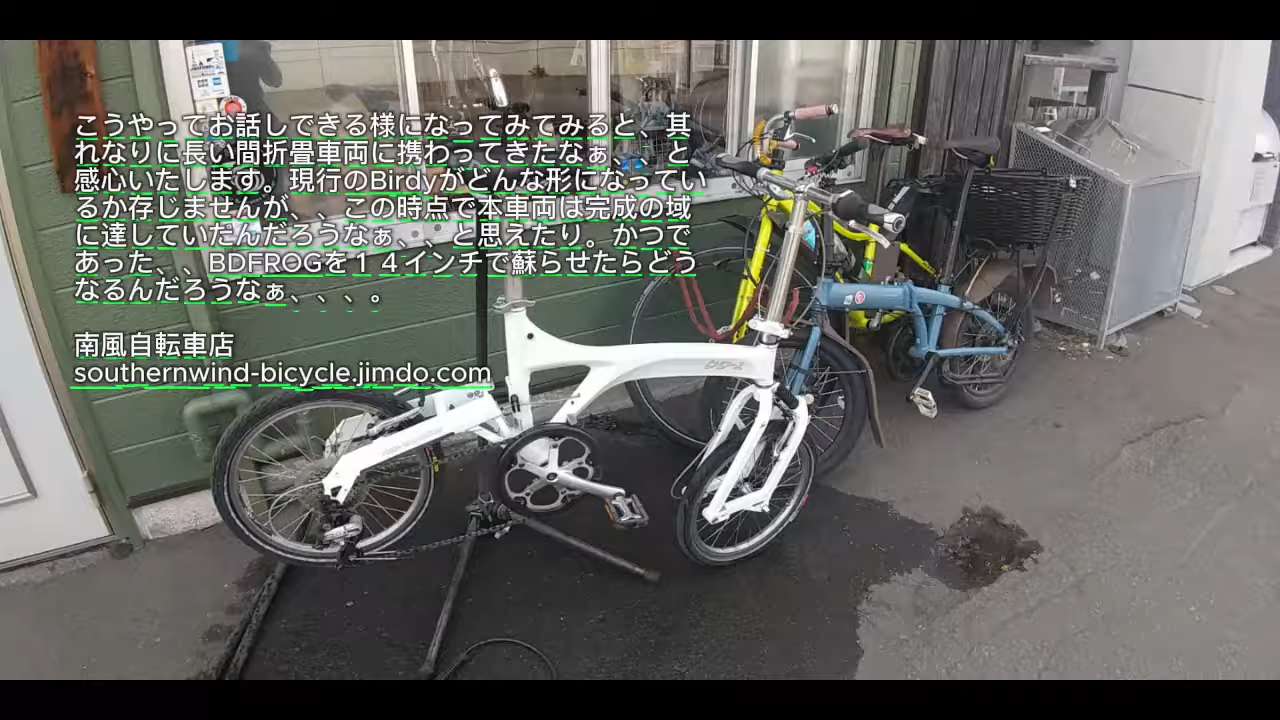 こうやってお話しできる様になってみてみると、其
れなりに長い間折畳車両に携わってきたなぁ、、　と
感心いたします。現行のBirdyがどんな形になってい
るか存じませんが、、この時点で本車両は完成の域
に達していたんだろうなぁ、、と思えたり。かつで
あった、、BDFROGを１４インチで蘇らせたらどう
なるんだろうなぁ、、、。
南風自転車店
southernwind-bicycle.jimdo.com